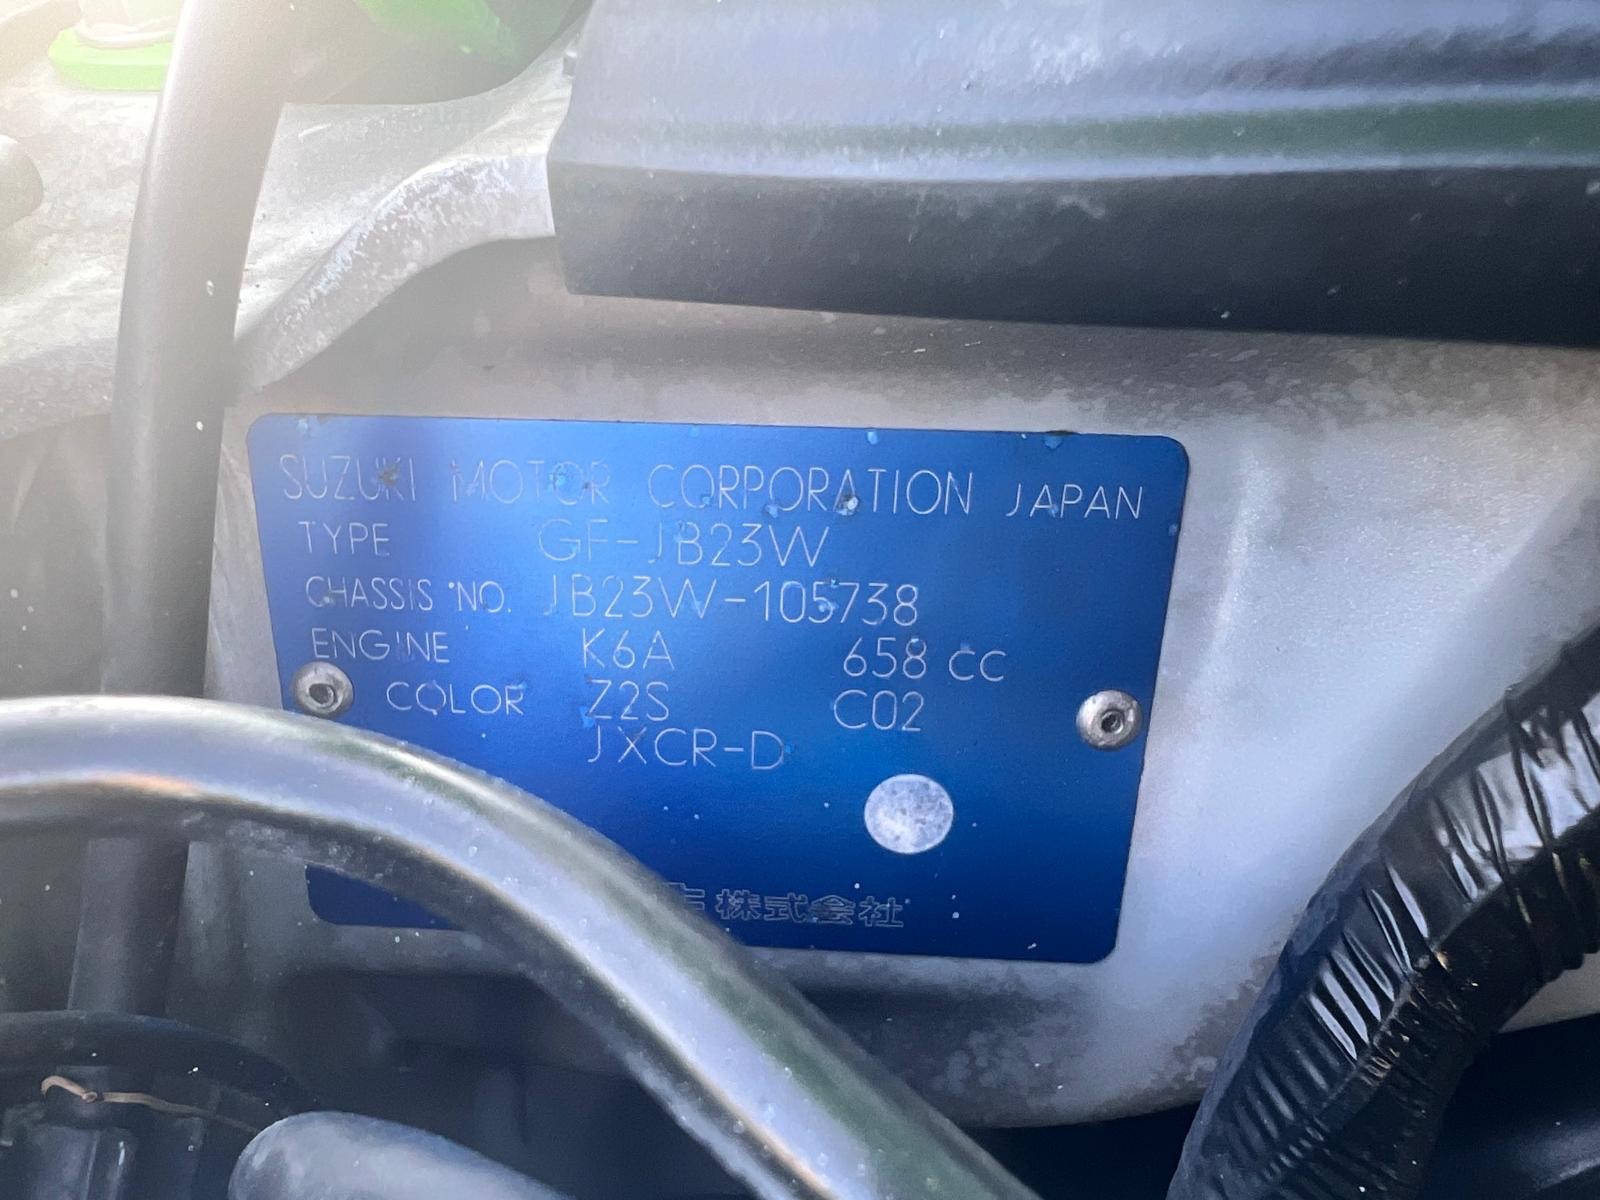 SUZUKI MOTOR CORPORATION JAPAN
TYPE GF-JB23W
CHASSIS NO. JB23W-105738
ENGINE K6A 658 CC
COLOR Z2S C02
JXCR-D
株式会社